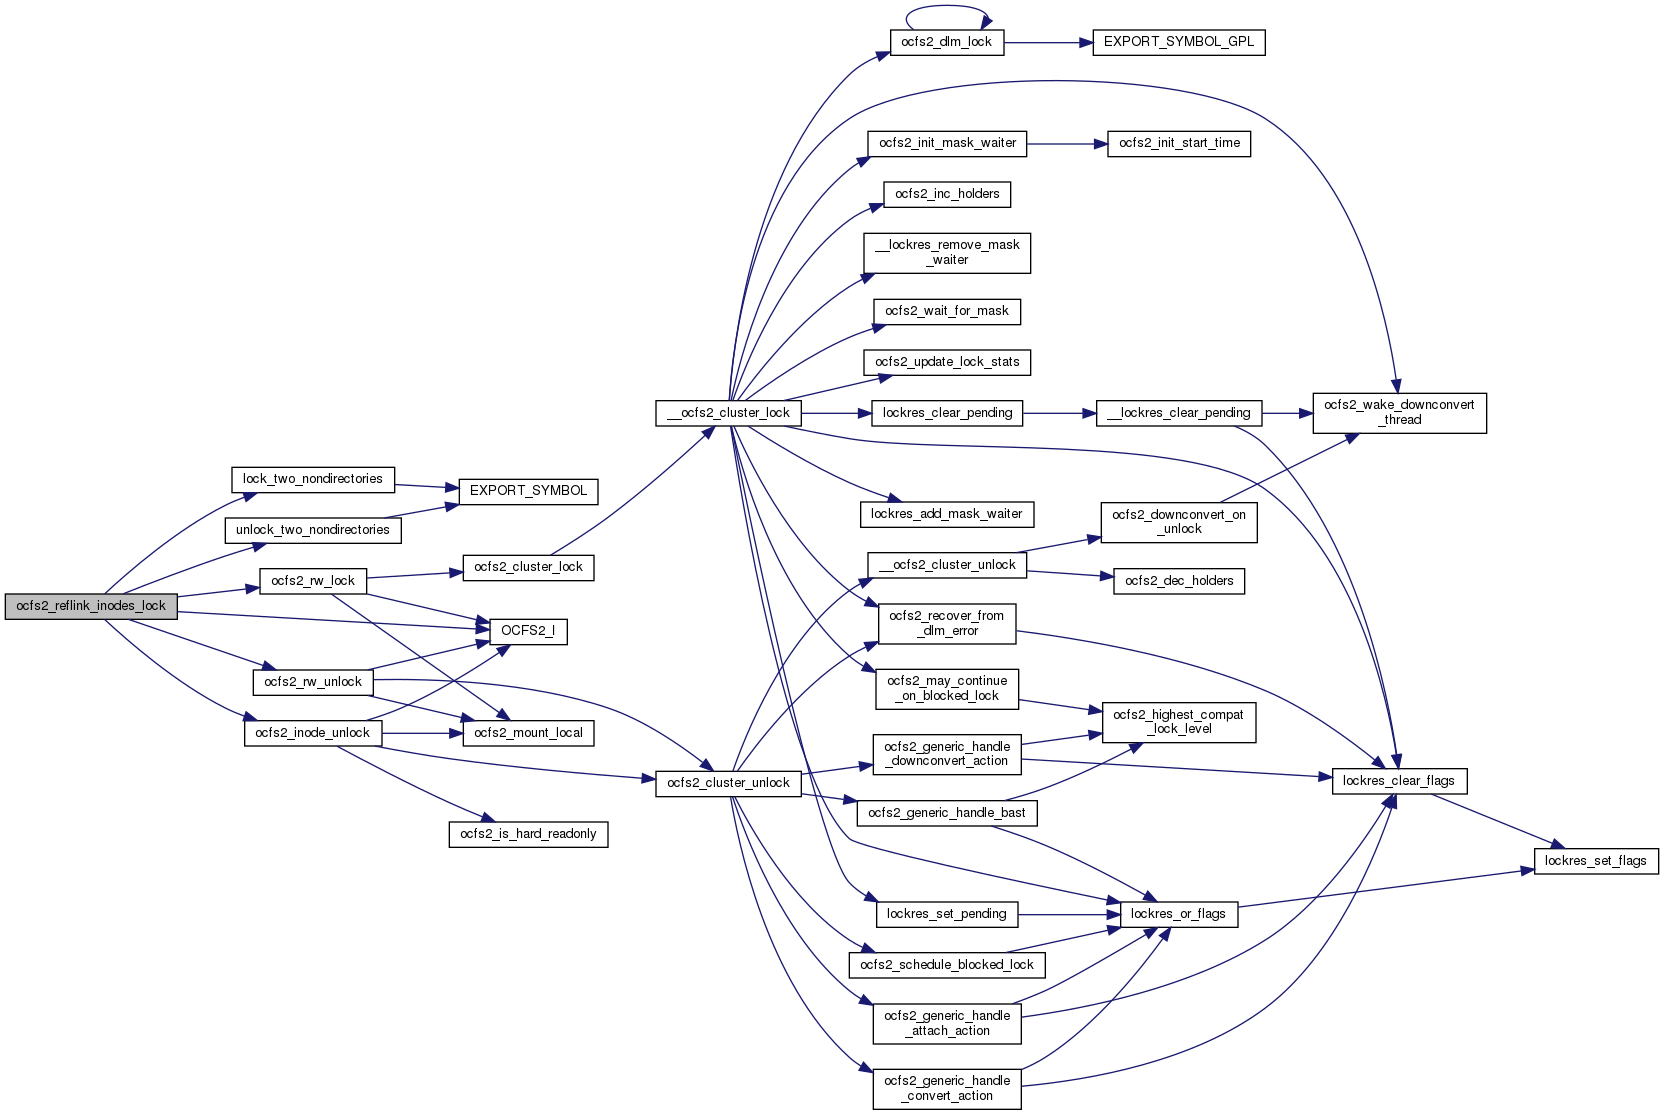 ocfs2_dlm_lock
EXPORT_SYMBOL_GPL
ocfs2_init_mask_waiter
ocfs2_init_start_time
ocfs2_inc_holders
__lockres_remove_mask
_waiter
ocfs2_wait_for_mask
ocfs2_update_lock_stats
__ocfs2_cluster_lock
lockres_clear_pending
__lockres_clear_pending
ocfs2_wake_downconvert
_thread
lock_two_nondirectories
EXPORT_SYMBOL
unlock_two_nondirectories
lockres_add_mask_waiter
ocfs2_downconvert_on
_unlock
ocfs2_reflink_inodes_lock
ocfs2_rw_lock
ocfs2_cluster_lock
__ocfs2_cluster_unlock
ocfs2_dec_holders
OCFS2_I
ocfs2_recover_from
_dlm_error
ocfs2_rw_unlock
ocfs2_may_continue
_on_blocked_lock
ocfs2_highest_compat
_lock_level
ocfs2_inode_unlock
ocfs2_mount_local
ocfs2_generic_handle
_downconvert_action
ocfs2_cluster_unlock
lockres_clear_flags
ocfs2_generic_handle_bast
ocfs2_is_hard_readonly
lockres_set_flags
lockres_set_pending
lockres_or_flags
ocfs2_schedule_blocked_lock
ocfs2_generic_handle
_attach_action
ocfs2_generic_handle
_convert_action